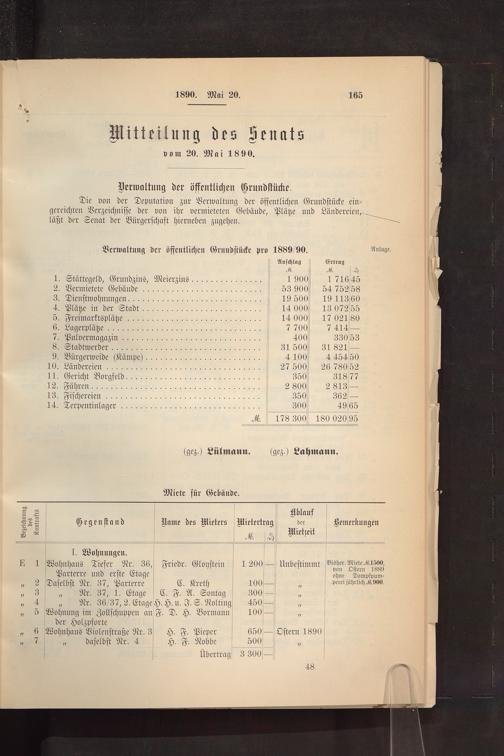 1890. Mai 20. 165
Mitteilung des Senats
vom 20. Mai 1890.
Verwaltung der öffentlichen Grundstücke.
Die von der Deputation zur Verwaltung der öffentlichen Grundstücke ein-
gereichten Verzeichnisse der von ihr vermieteten Gebäude, Plätze und Ländereien,
läßt der Senat der Bürgerschaft hierneben zugehen.
Verwaltung der öffentlichen Grundstücke pro 1889/90. Anlage.
Anschlag Ertrag
ℳ ℳ ₰
1. Stättegeld, Grundzins, Meierzins 1 900 1 716 45
2. Vermietete Gebäude 53 900 54 752 58
3. Dienstwohnungen 19 500 19 113 60
4. Plätze in der Stadt 14 000 13 072 55
5. Freimarktsplätze 14 000 17 021 80
6. Lagerplätze 7 700 7 414 —
7. Pulvermagazin 400 330 53
8. Stadtwerder 31 500 31 821 —
9. Bürgerweide (Kämpe) 4 100 4 454 50
10. Ländereien 27 500 26 780 52
11. Gericht Borgfeld 350 318 77
12. Fähren 2 800 2 813 —
13. Fischereien 350 362 —
14. Terpentinlager 300 49 65
ℳ 178 300 180 020 95
(gez.) Lülmann. (gez.) Lahmann.
Miete für Gebäude.
Bezeichnung des Kontrakts Gegenstand Name des Mieters Mietertrag ℳ ₰ Ablauf der Mietzeit Bemerkungen
I. Wohnungen.
E 1 Wohnhaus Tiefer Nr. 36, Friedr. Gloystein 1 200 — Unbestimmt Bisher. Miete ℳ 1500,
Parterre und erste Etage von Ostern 1889
ohne Dampfkum-
„ 2 Daselbst Nr. 37, Parterre C. Kreth 100 — „
„ 3 „ Nr. 37, 1. Etage C. F. A. Sontag 300 — „
„ 4 „ Nr. 36/37, 2. Etage H. H. u. J. S. Nolting 450 — „
„ 5 Wohnung im Zollschuppen an F. D. H. Bormann 100 — „
der Holzpforte
„ 6 Wohnhaus Violenstraße Nr. 3 H. F. Pieper 650 — Ostern 1890
„ 7 „ daselbst Nr. 4 H. F. Robbe 500 „
Übertrag 3 300 —
48